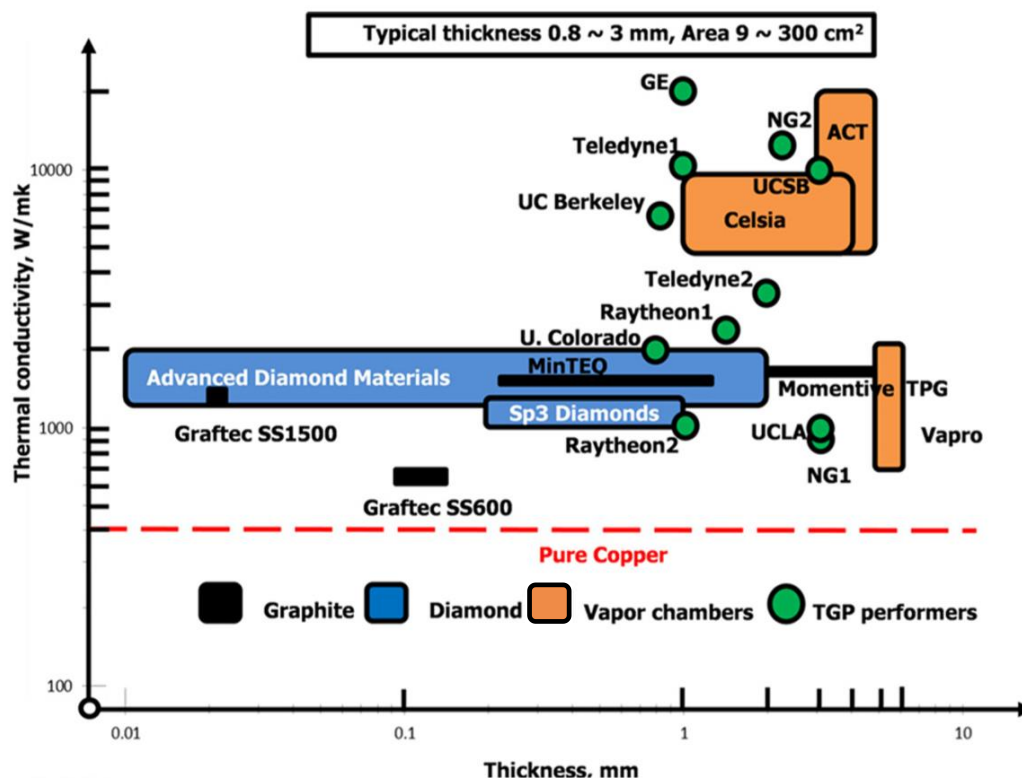 Typical thickness 0.8 ~ 3 mm, Area 9 ~ 300 cm²
GE
NG2
ACT
Teledyne1
10000
UCSB
UC Berkeley
Celsia
Teledyne2
Raytheon1
U. Colorado
MinTEQ
Advanced Diamond Materials
Momentive TPG
Sp3 Diamonds
1000
Graftec SS1500
UCLA
Vapro
Raytheon2
NG1
Graftec SS600
Pure Copper
Graphite
Diamond
Vapor chambers
TGP performers
100
0.01
0.1
1
10
Thickness, mm
Thermal conductivity, W/mk